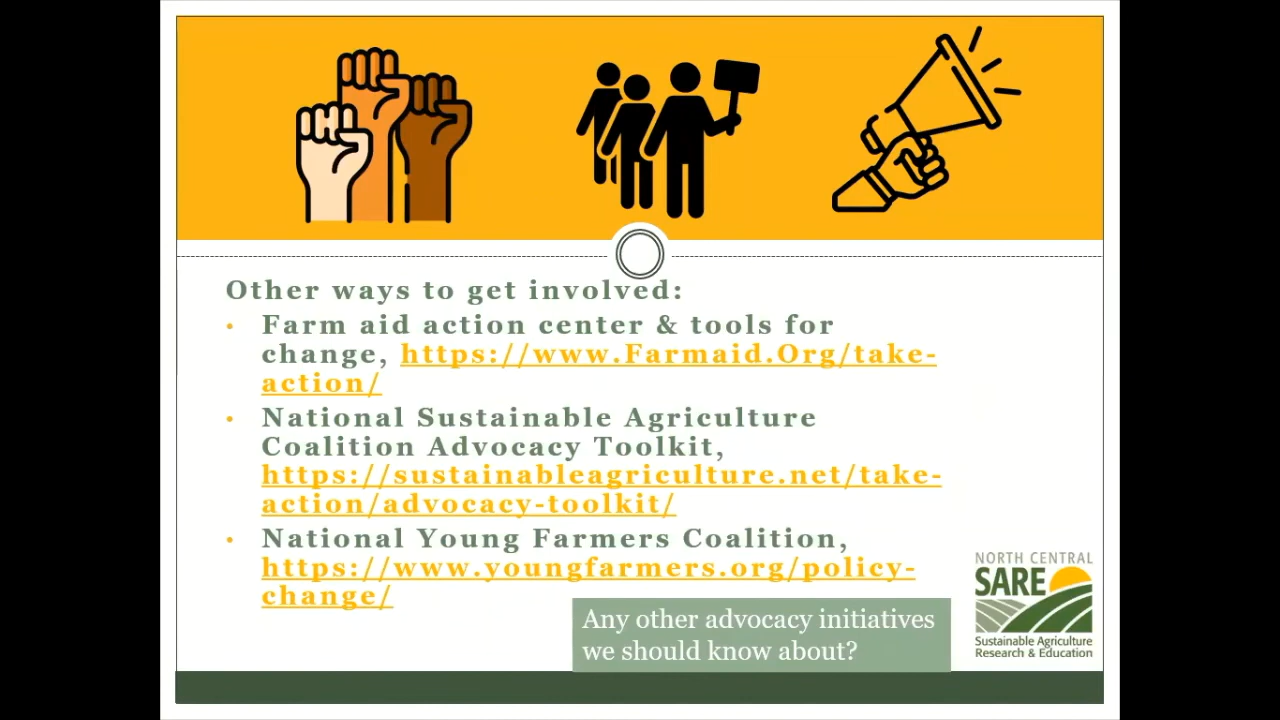 Other ways to get involved:
• Farm aid action center & tools for
change, https://www.Farmaid.Org/take-
action/
• National Sustainable Agriculture
Coalition Advocacy Toolkit,
https://sustainableagriculture.net/take-
action/advocacy-toolkit/
• National Young Farmers Coalition,
https://www.youngfarmers.org/policy-
change/
Any other advocacy initiatives
we should know about?
NORTH CENTRAL
SARE
Sustainable Agriculture
Research & Education